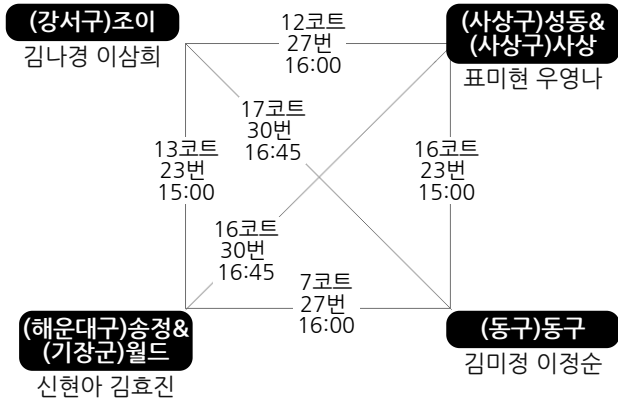 (강서구)조이
김나경 이삼희
12코트
27번
16:00
(사상구)성동&
(사상구)사상
표미현 우영나
17코트
30번
16:45
13코트
23번
15:00
16코트
23번
15:00
16코트
30번
16:45
7코트
27번
16:00
(해운대구)송정&
(기장군)월드
신현아 김효진
(동구)동구
김미정 이정순